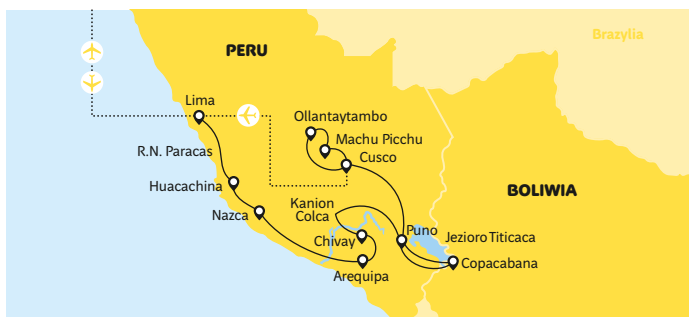 Brazylia
PERU
Lima
Ollantaytambo
Machu Picchu
R.N. Paracas
Cusco
Huacachina
BOLIWIA
Kanion
Colca
Nazca
Puno
Jezioro Titicaca
Chivay
Copacabana
Arequipa